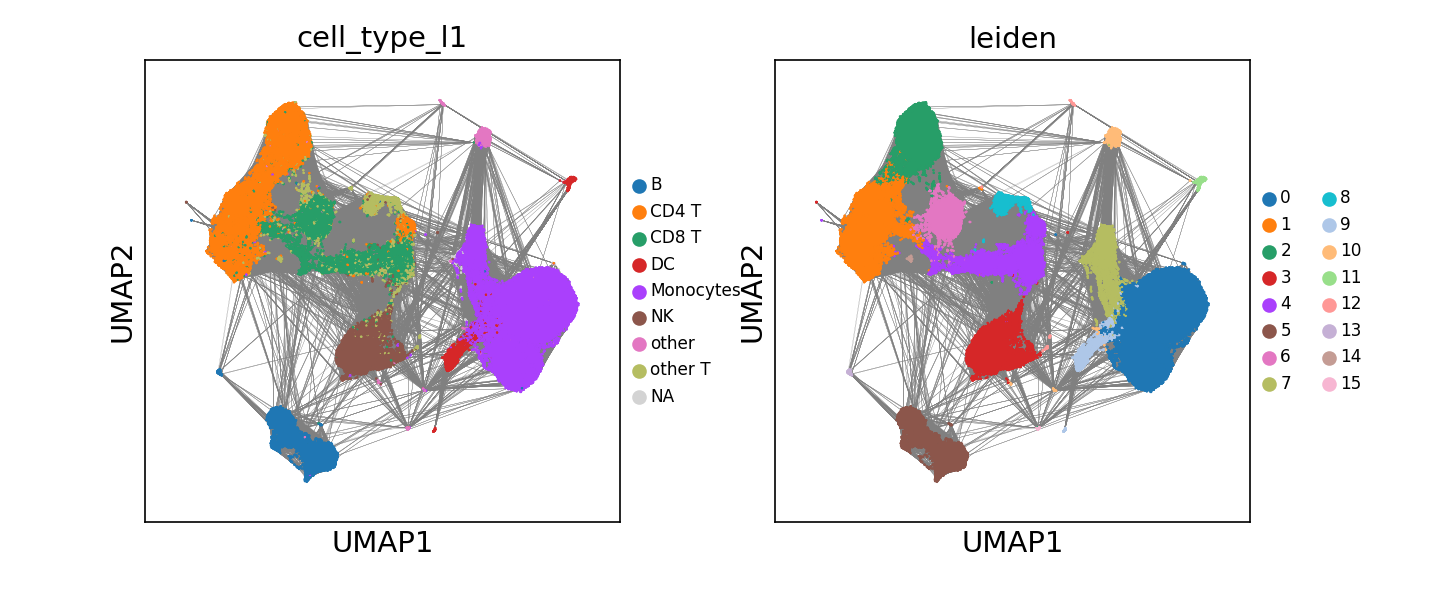 cell_type_l1
UMAP2
UMAP1
B
CD4 T
CD8 T
DC
Monocytes
NK
other
other T
NA
leiden
UMAP2
UMAP1
0
1
2
3
4
5
6
7
8
9
10
11
12
13
14
15